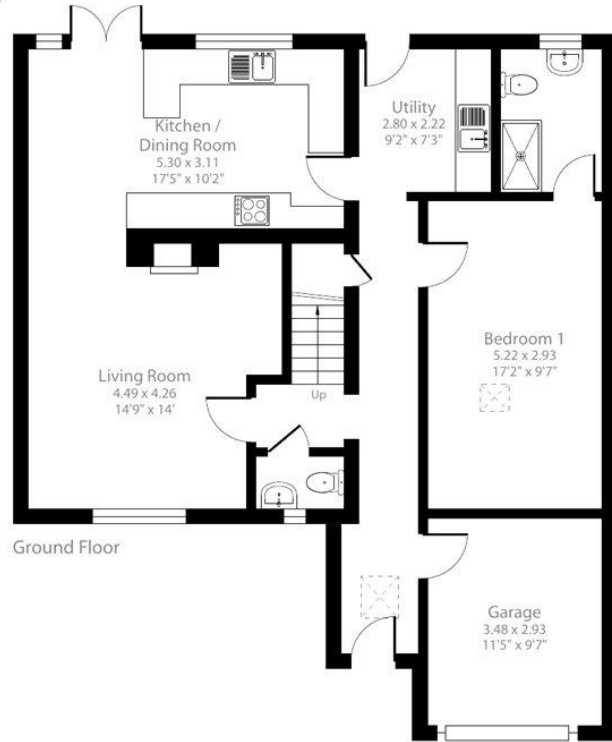 Kitchen /
Dining Room
5.30 x 3.11
17'5" x 10'2"
Utility
2.80 x 2.22
9'2" x 7'3"
Living Room
4.49 x 4.26
14'9" x 14'
Up
Bedroom 1
5.22 x 2.93
17'2" x 9'7"
Ground Floor
Garage
3.48 x 2.93
11'5" x 9'7"